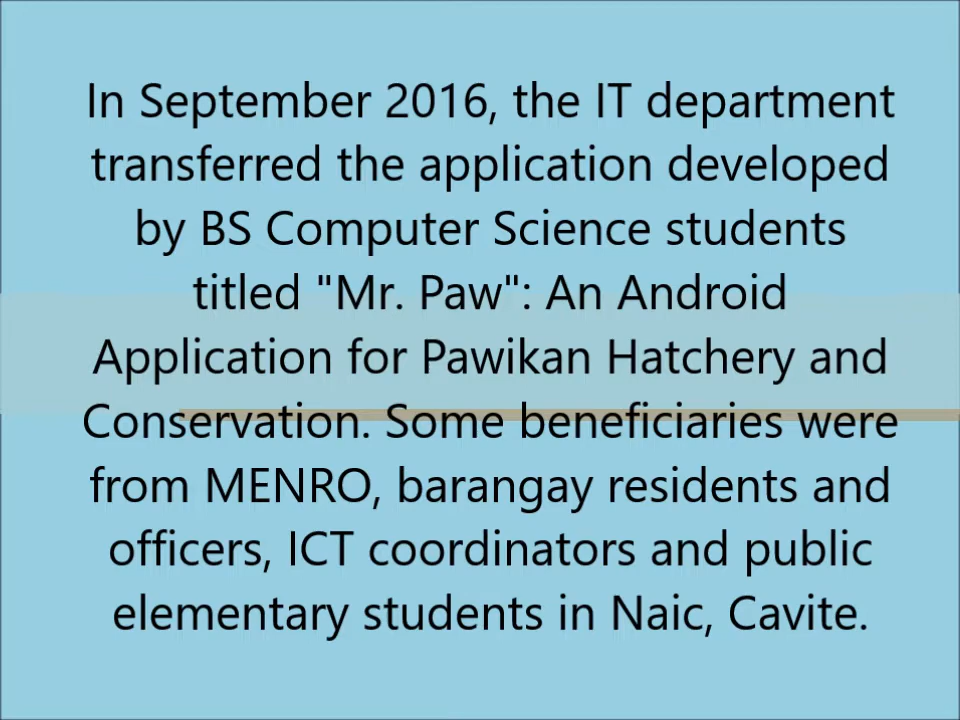 In September 2016, the IT department
transferred the application developed
by BS Computer Science students
titled "Mr. Paw": An Android
Application for Pawikan Hatchery and
Conservation. Some beneficiaries were
from MENRO, barangay residents and
officers, ICT coordinators and public
elementary students in Naic, Cavite.